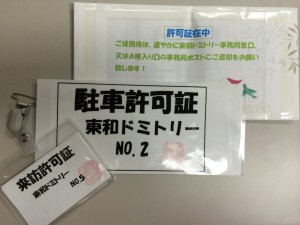 許可証在中
ご使用後は、速やかに東和ドミトリー事務所窓口、
又はA棟入り口の事務所ポストにご返却をお願い
致します！
駐車許可証
東和ドミトリー
NO.2
来訪許可証
東和ドミトリー
NO.5